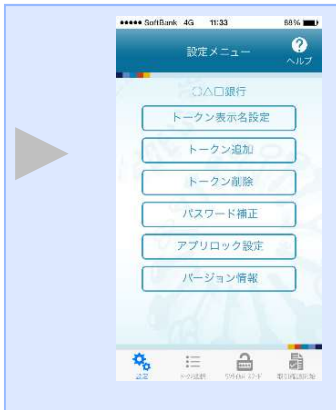 SoftBank 4G 11:33 68%
設定メニュー
?
ヘルプ
〇△□銀行
トークン表示名設定
トークン追加
トークン削除
パスワード補正
アプリロック設定
バージョン情報
設定